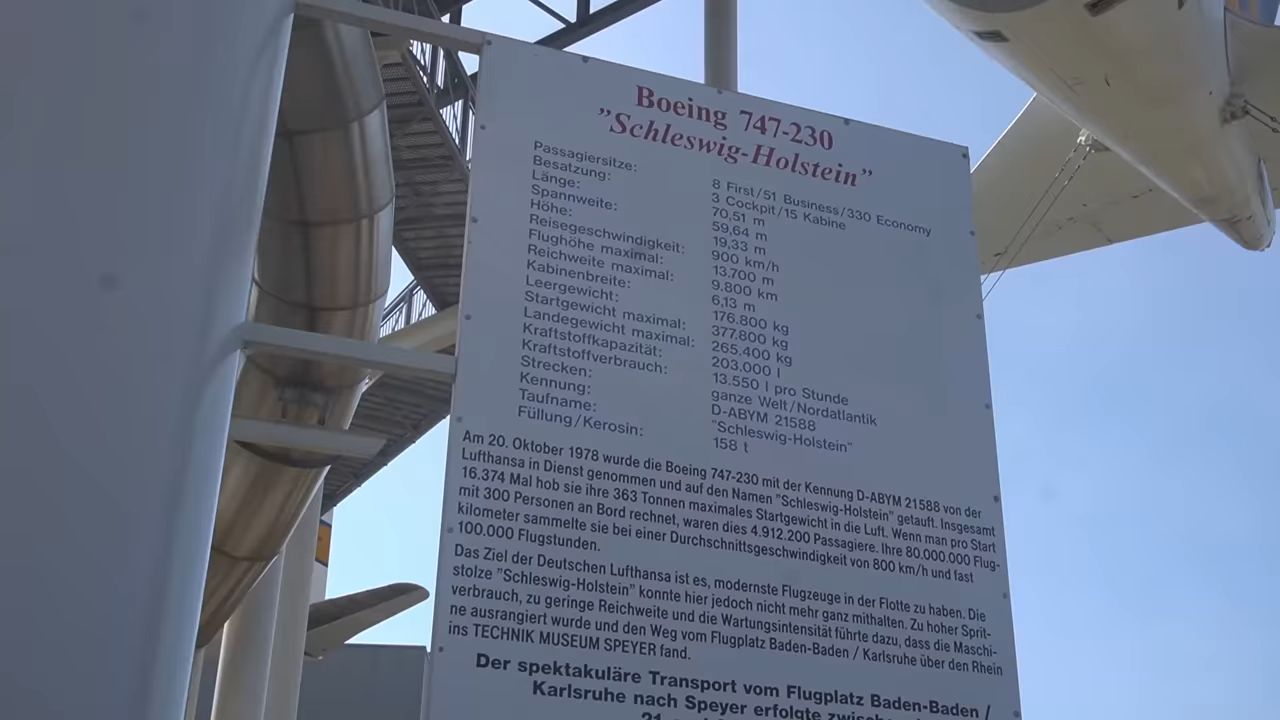 Boeing 747-230
"Schleswig-Holstein"
Passagiersitze: 8 First/51 Business/330 Economy
Besatzung: 3 Cockpit/15 Kabine
Länge: 70,51 m
Spannweite: 59,64 m
Höhe: 19,33 m
Reisegeschwindigkeit: 900 km/h
Flughöhe maximal: 13.700 m
Reichweite maximal: 9.800 km
Kabinenbreite: 6,13 m
Leergewicht: 176.800 kg
Startgewicht maximal: 377.800 kg
Landegewicht maximal: 265.400 kg
Kraftstoffkapazität: 203.000 l
Kraftstoffverbrauch: 13.550 l pro Stunde
Strecken: ganze Welt/Nordatlantik
Kennung: D-ABYM 21588
Taufname: "Schleswig-Holstein"
Füllung/Kerosin: 158 t
Am 20. Oktober 1978 wurde die Boeing 747-230 mit der Kennung D-ABYM 21588 von der
Lufthansa in Dienst genommen und auf den Namen "Schleswig-Holstein" getauft. Insgesamt
16.374 Mal hob sie ihre 363 Tonnen maximales Startgewicht in die Luft. Wenn man pro Start
mit 300 Personen an Bord rechnet, waren dies 4.912.200 Passagiere. Ihre 80.000.000 Flug-
kilometer sammelte sie bei einer Durchschnittsgeschwindigkeit von 800 km/h und fast
100.000 Flugstunden.
Das Ziel der Deutschen Lufthansa ist es, modernste Flugzeuge in der Flotte zu haben. Die
stolze "Schleswig-Holstein" konnte hier jedoch nicht mehr ganz mithalten. Zu hoher Sprit-
verbrauch, zu geringe Reichweite und die Wartungsintensität führte dazu, dass die Maschi-
ne ausrangiert wurde und den Weg vom Flugplatz Baden-Baden / Karlsruhe über den Rhein
ins TECHNIK MUSEUM SPEYER fand.
Der spektakuläre Transport vom Flugplatz Baden-Baden /
Karlsruhe nach Speyer erfolgte